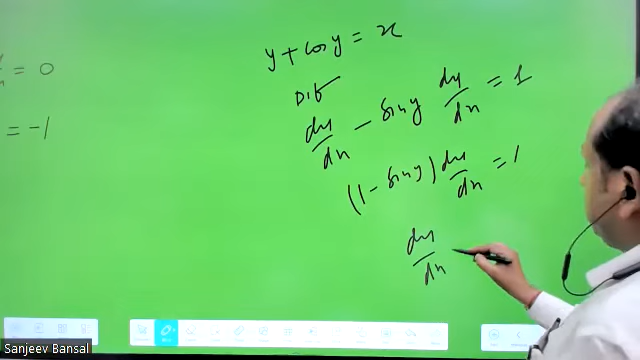 = 0
= -1
y + cos y = x
Dif
dy/dx - sin y dy/dx = 1
(1 - sin y) dy/dx = 1
dy/dx
Sanjeev Bansal